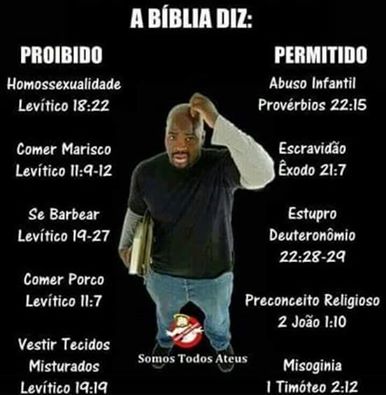 A BÍBLIA DIZ:
PROIBIDO
Homossexualidade
Levítico 18:22
Comer Marisco
Levítico 11:9-12
Se Barbear
Levítico 19-27
Comer Porco
Levítico 11:7
Vestir Tecidos
Misturados
Levítico 19:19
PERMITIDO
Abuso Infantil
Provérbios 22:15
Escravidão
Êxodo 21:7
Estupro
Deuteronômio
22:28-29
Preconceito Religioso
2 João 1:10
Misoginia
1 Timóteo 2:12
Somos Todos Ateus